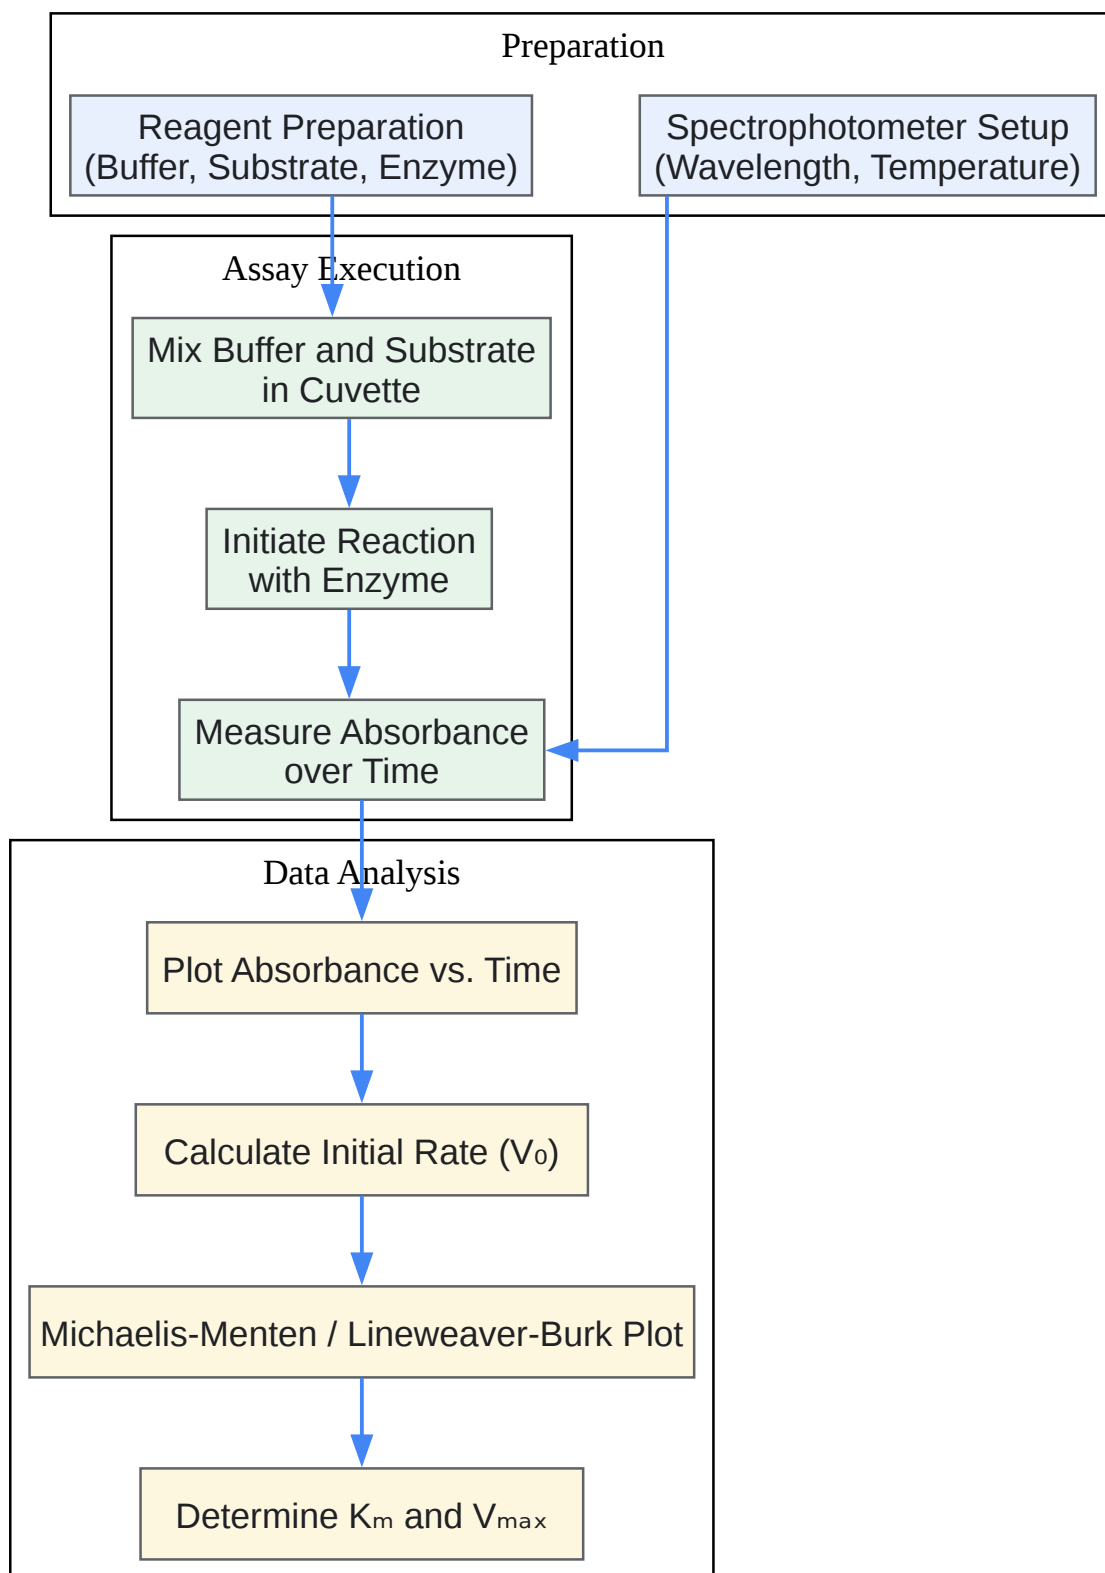 Preparation
Reagent Preparation
(Buffer, Substrate, Enzyme)
Spectrophotometer Setup
(Wavelength, Temperature)
Assay Execution
Mix Buffer and Substrate
in Cuvette
Initiate Reaction
with Enzyme
Measure Absorbance
over Time
Data Analysis
Plot Absorbance vs. Time
Calculate Initial Rate (V₀)
Michaelis-Menten / Lineweaver-Burk Plot
Determine Kₘ and Vₘₐₓ